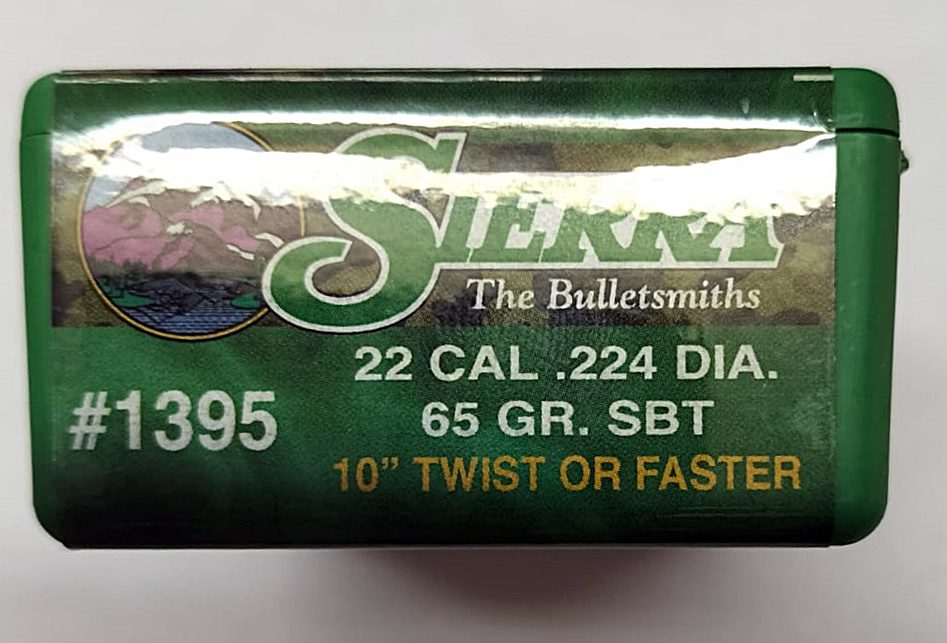 SIERRA
The Bulletsmiths
22 CAL .224 DIA.
#1395
65 GR. SBT
10” TWIST OR FASTER